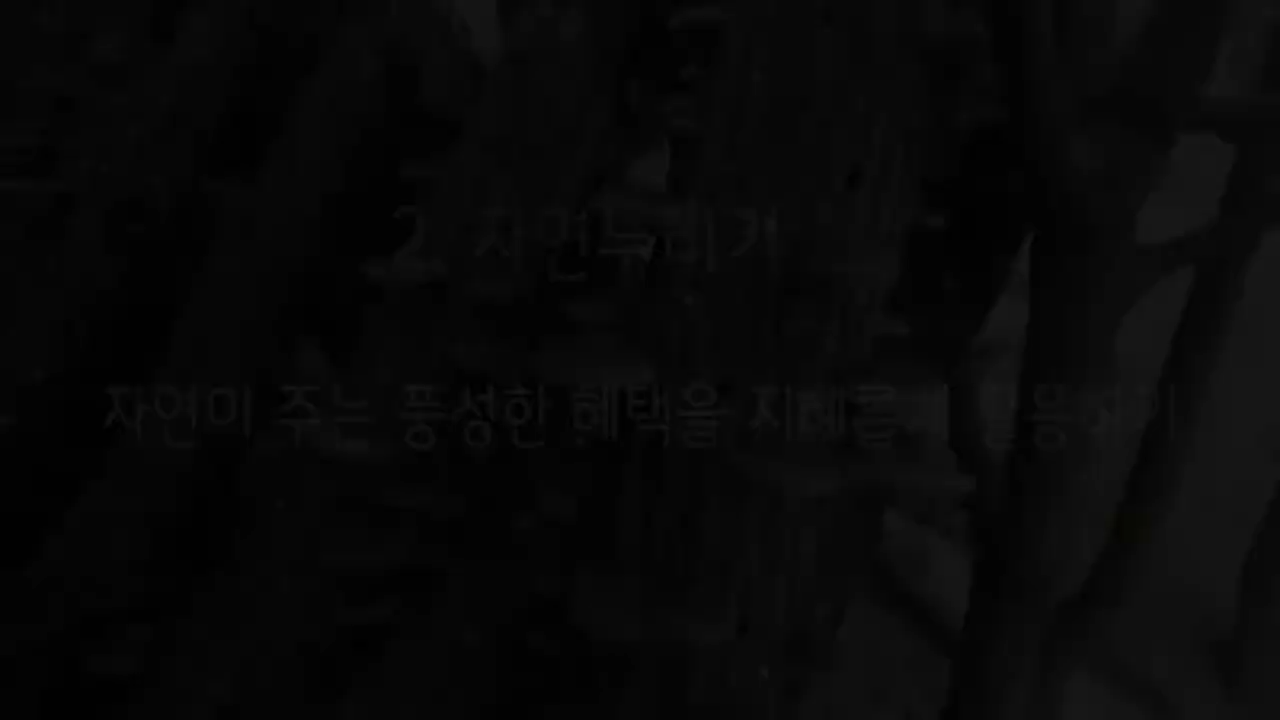 2. 자연누리기
자연이 주는 풍성한 혜택을 지혜롭게